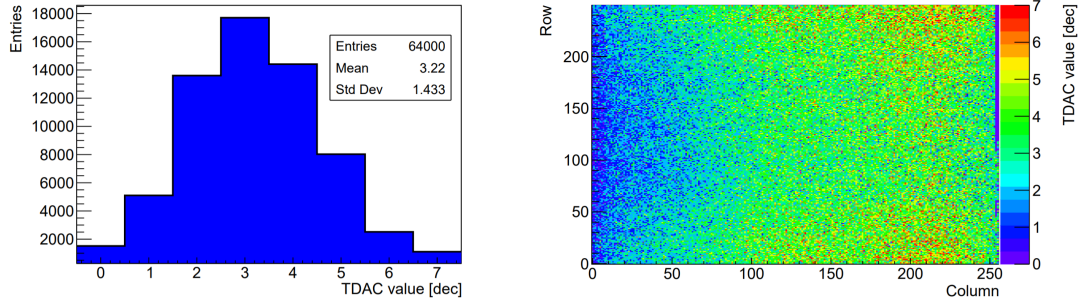 Entries
18000
16000
14000
12000
10000
8000
6000
4000
2000
Entries 64000
Mean 3.22
Std Dev 1.433
0 1 2 3 4 5 6 7
TDAC value [dec]
Row
200
150
100
50
0
0 50 100 150 200 250
Column
7
6
5
4
3
2
1
0
TDAC value [dec]